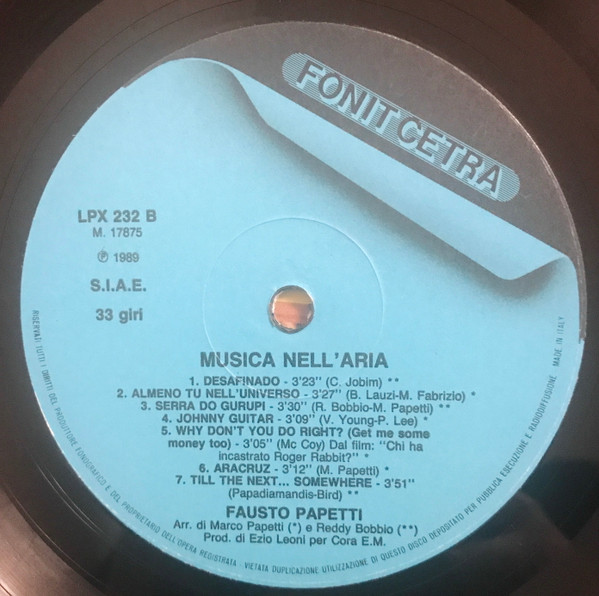 FONIT CETRA
LPX 232 B
M. 17875
℗ 1989
S.I.A.E.
33 giri
MUSICA NELL'ARIA
1. DESAFINADO - 3'23'' (C. Jobim) **
2. ALMENO TU NELL'UNIVERSO - 3'27'' (B. Lauzi-M. Fabrizio) *
3. SERRA DO GURUPI - 3'30'' (R. Bobbio-M. Papetti) **
4. JOHNNY GUITAR - 3'09'' (V. Young-P. Lee) *
5. WHY DON'T YOU DO RIGHT? (Get me some
money too) - 3'05'' (Mc Coy) Dal film: "Chi ha
incastrato Roger Rabbit?" *
6. ARACRUZ - 3'12'' (M. Papetti) *
7. TILL THE NEXT... SOMEWHERE - 3'51''
(Papadiamandis-Bird) *
FAUSTO PAPETTI
Arr. di Marco Papetti (*) e Reddy Bobbio (**)
Prod. di Ezio Leoni per Cora E.M.
RISERVATI TUTTI I DIRITTI DEL PRODUTTORE FONOGRAFICO E DEL PROPRIETARIO DELL'OPERA REGISTRATA - VIETATA DUPLICAZIONE UTILIZZAZIONE DI QUESTO DISCO DEPOSITATO PER PUBBLICA ESECUZIONE E RADIODIFFUSIONE MADE IN ITALY